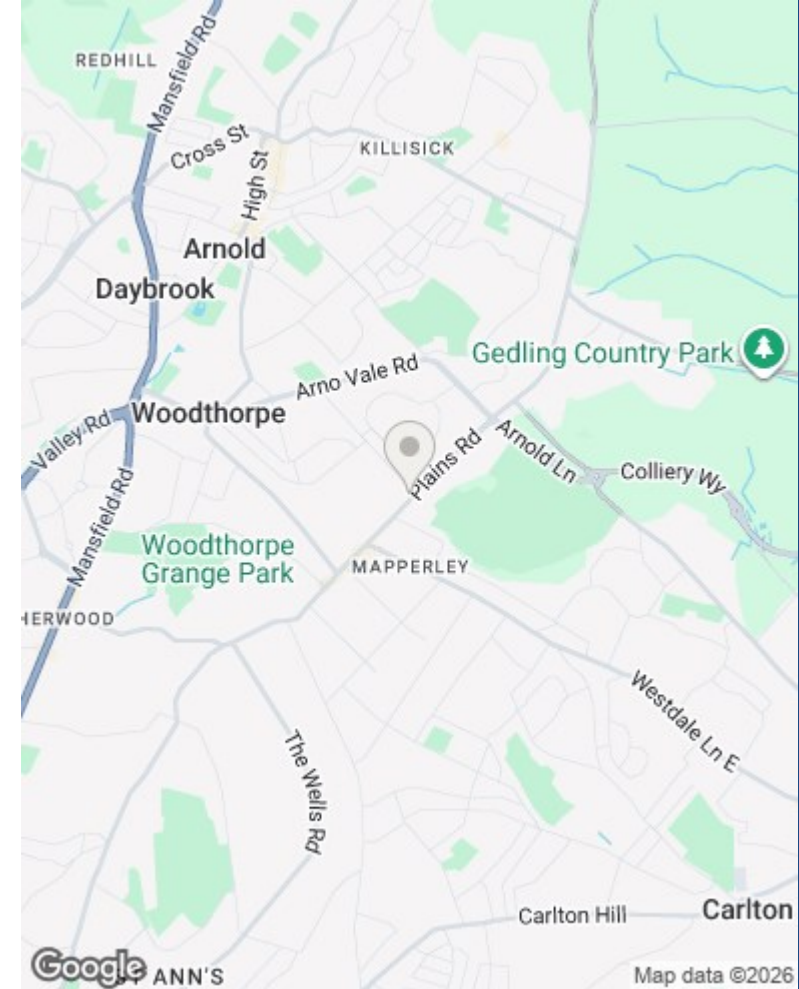 REDHILL
Mansfield Rd
Cross St
KILLISICK
High St
Arnold
Daybrook
Gedling Country Park
Arno Vale Rd
Woodthorpe
Valley Rd
Plains Rd
Arnold Ln
Colliery Wy
Mansfield Rd
Woodthorpe
Grange Park
MAPPERLEY
HERWOOD
Westdale Ln E
The Wells Rd
Carlton Hill
Carlton
Google
ANN'S
Map data ©2026